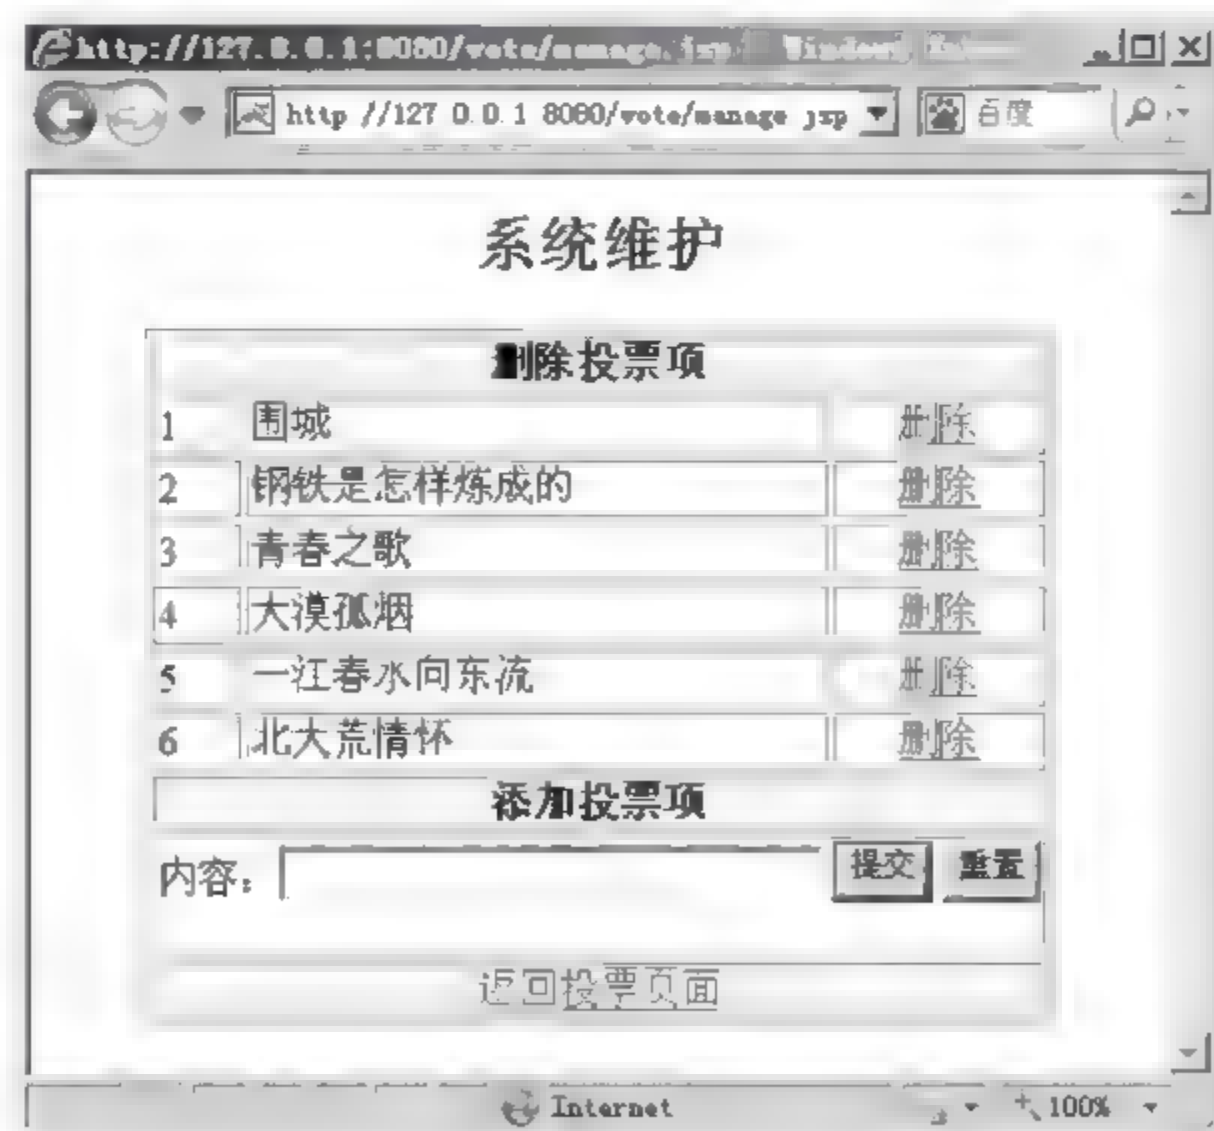 http://127.0.0.1:8080/vote/manage.jsp - Windows
http //127 0.0.1 8080/vote/manage jsp 百度
系统维护
删除投票项
1 围城 删除
2 钢铁是怎样炼成的 删除
3 青春之歌 删除
4 大漠孤烟 删除
5 一江春水向东流 删除
6 北大荒情怀 删除
添加投票项
内容: 提交 重置
返回投票页面
Internet 100%